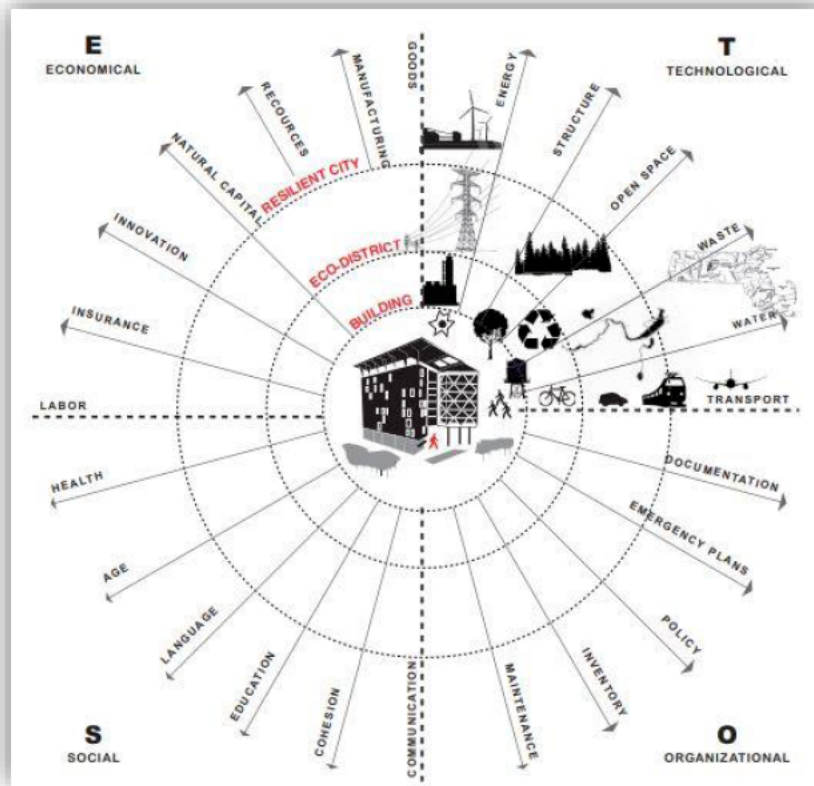 E
ECONOMICAL
T
TECHNOLOGICAL
GOODS
MANUFACTURING
RECOURCES
NATURAL CAPITAL
INNOVATION
INSURANCE
LABOR
ENERGY
STRUCTURE
OPEN SPACE
WASTE
WATER
TRANSPORT
RESILIENT CITY
ECO-DISTRICT
BUILDING
HEALTH
AGE
LANGUAGE
EDUCATION
COHESION
COMMUNICATION
DOCUMENTATION
EMERGENCY PLANS
POLICY
INVENTORY
MAINTENANCE
S
SOCIAL
O
ORGANIZATIONAL